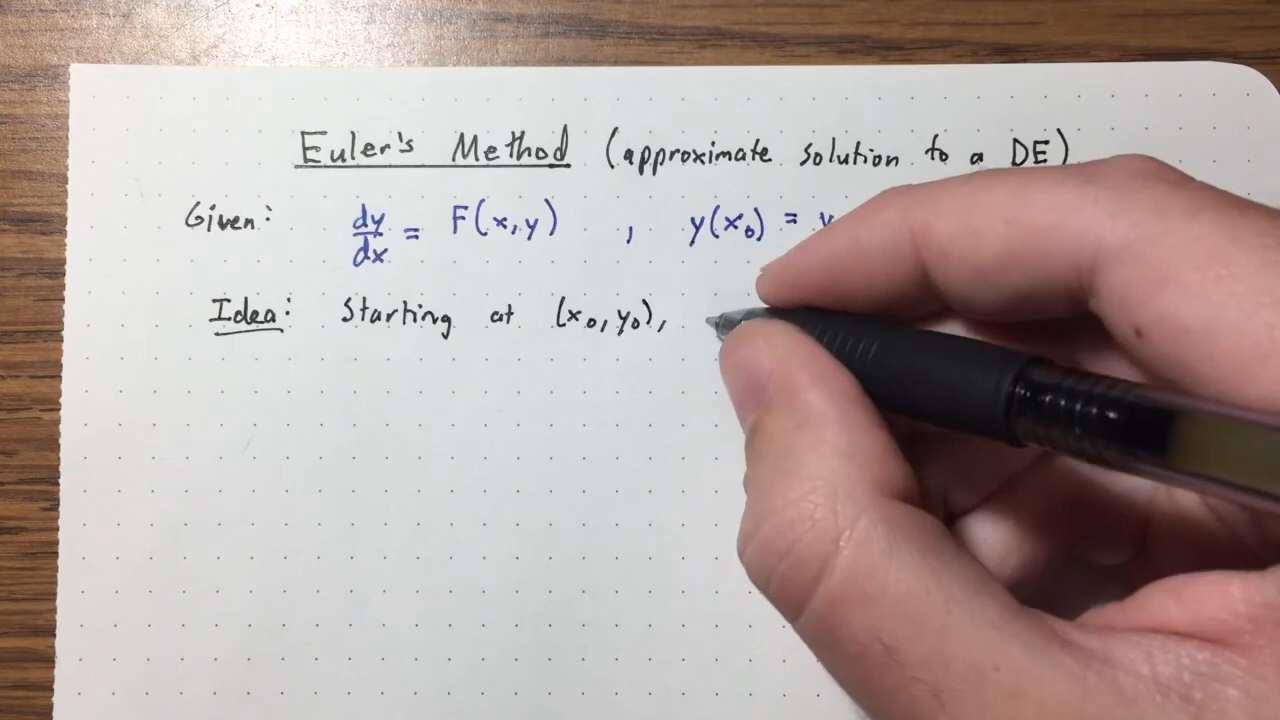 Euler's Method (approximate solution to a DE)
Given: dy/dx = F(x,y) , y(x₀) =
Idea: Starting at (x₀,y₀),